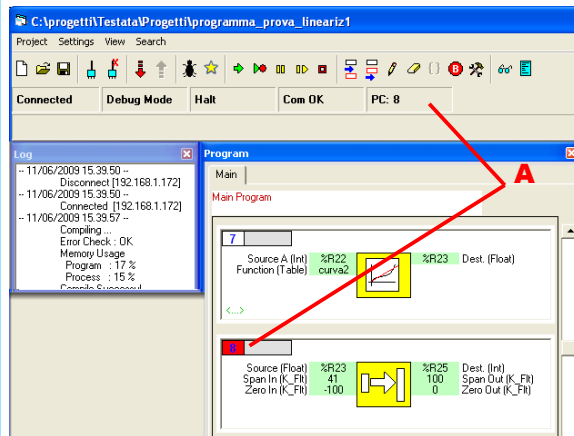 C:\progetti\Testata\Progetti\programma_prova_lineariz1
Project Settings View Search
B
Connected Debug Mode Halt Com OK PC: 8
Log
-- 11/06/2009 15.39.50 --
Disconnect [192.168.1.172]
-- 11/06/2009 15.39.50 --
Connected [192.168.1.172]
-- 11/06/2009 15.39.57 --
Compiling ...
Error Check : OK
Memory Usage
Program : 17 %
Process : 15 %
Compile Successul
Program
A
Main
Main Program
7
Source A (Int) %R22 %R23 Dest. (Float)
Function (Table) curva2
<...>
8
Source (Float) %R23 %R25 Dest. (Int)
Span In (K_Flt) 41 100 Span Out (K_Flt)
Zero In (K_Flt) -100 0 Zero Out (K_Flt)